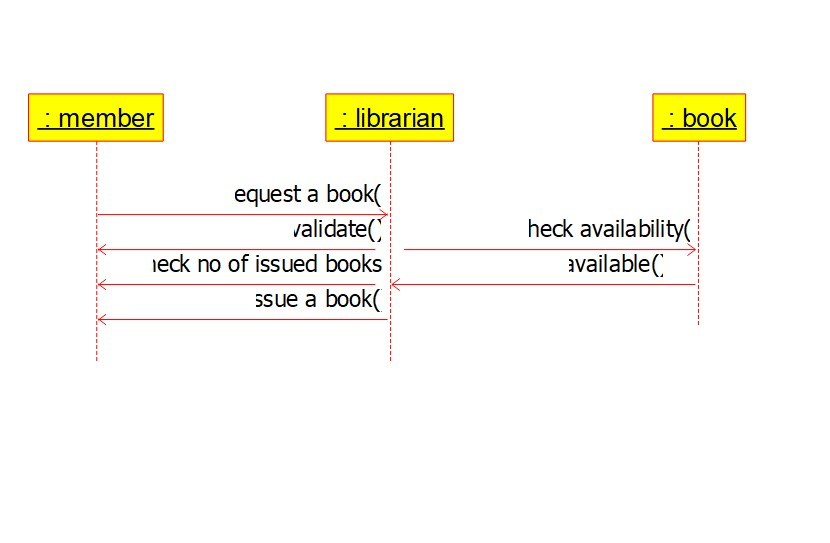 : member
: librarian
: book
equest a book(
validate()
heck availability(
heck no of issued books
available()
ssue a book(